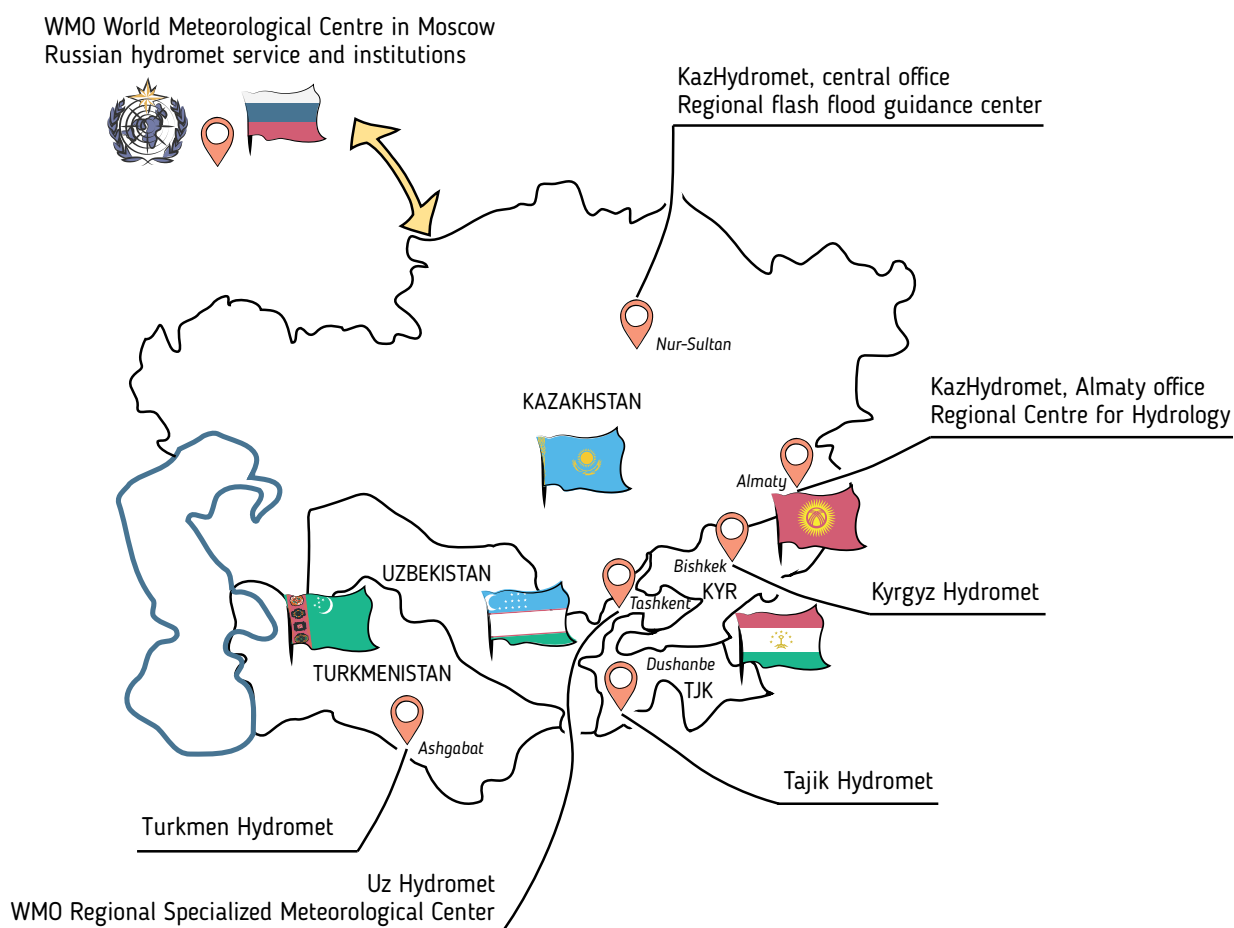 WMO World Meteorological Centre in Moscow
Russian hydromet service and institutions
KazHydromet, central office
Regional flash flood guidance center
Nur-Sultan
KazHydromet, Almaty office
Regional Centre for Hydrology
KAZAKHSTAN
Almaty
Bishkek
UZBEKISTAN
KYR
Kyrgyz Hydromet
Tashkent
Dushanbe
TURKMENISTAN
TJK
Ashgabat
Tajik Hydromet
Turkmen Hydromet
Uz Hydromet
WMO Regional Specialized Meteorological Center